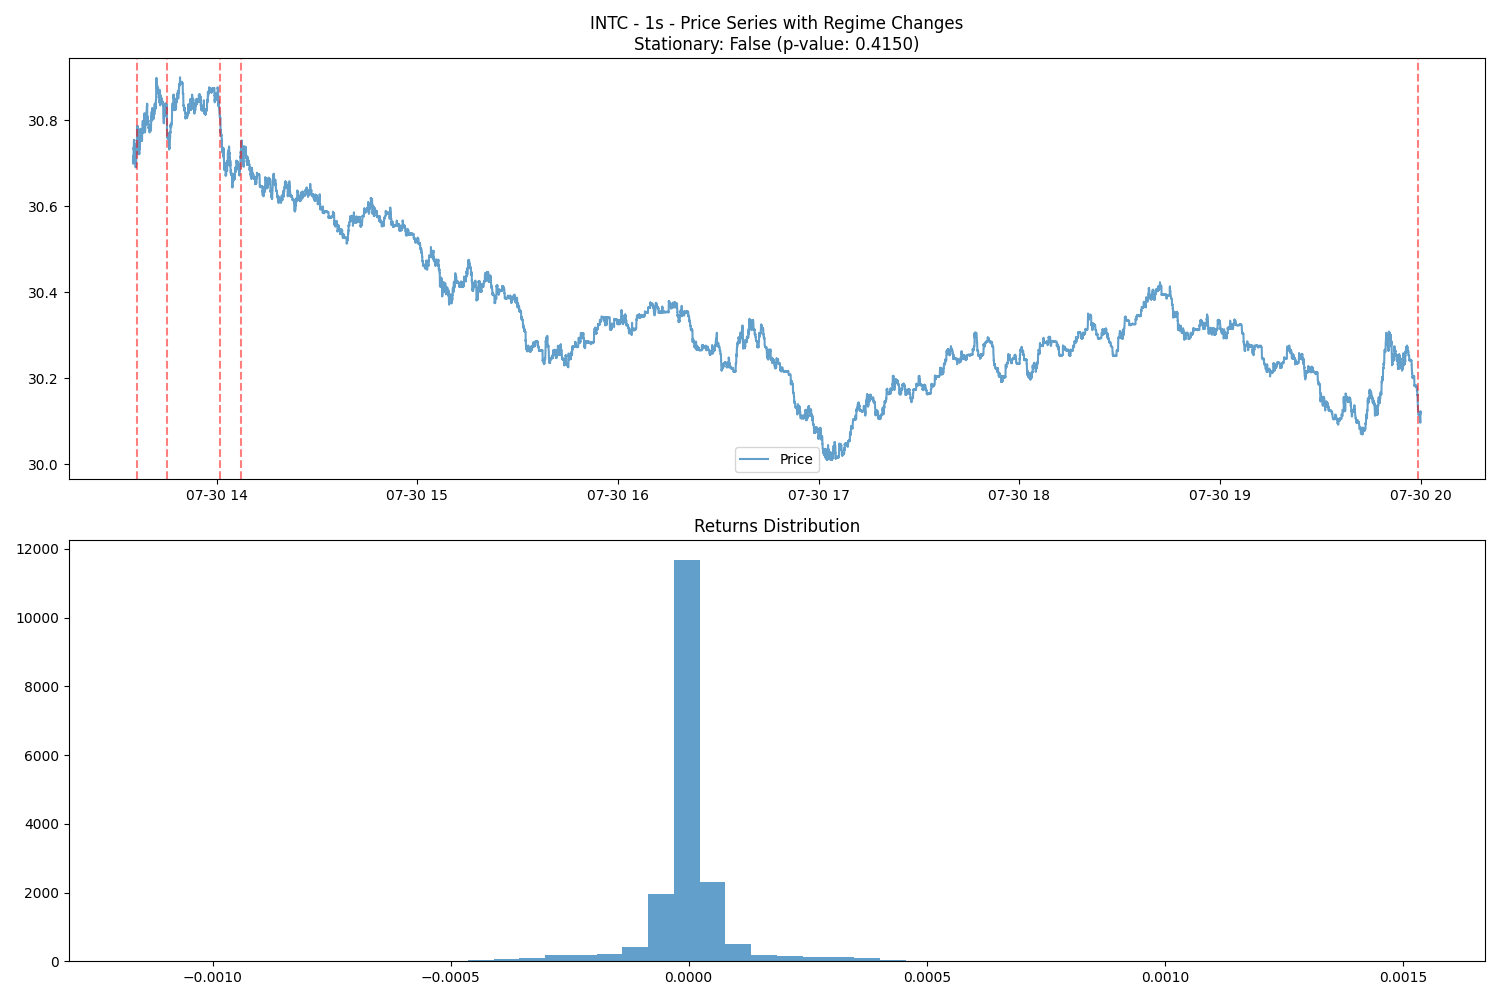 INTC - 1s - Price Series with Regime Changes
Stationary: False (p-value: 0.4150)
30.8
30.6
30.4
30.2
30.0
Price
07-30 14 07-30 15 07-30 16 07-30 17 07-30 18 07-30 19 07-30 20
Returns Distribution
12000
10000
8000
6000
4000
2000
0
−0.0010 −0.0005 0.0000 0.0005 0.0010 0.0015